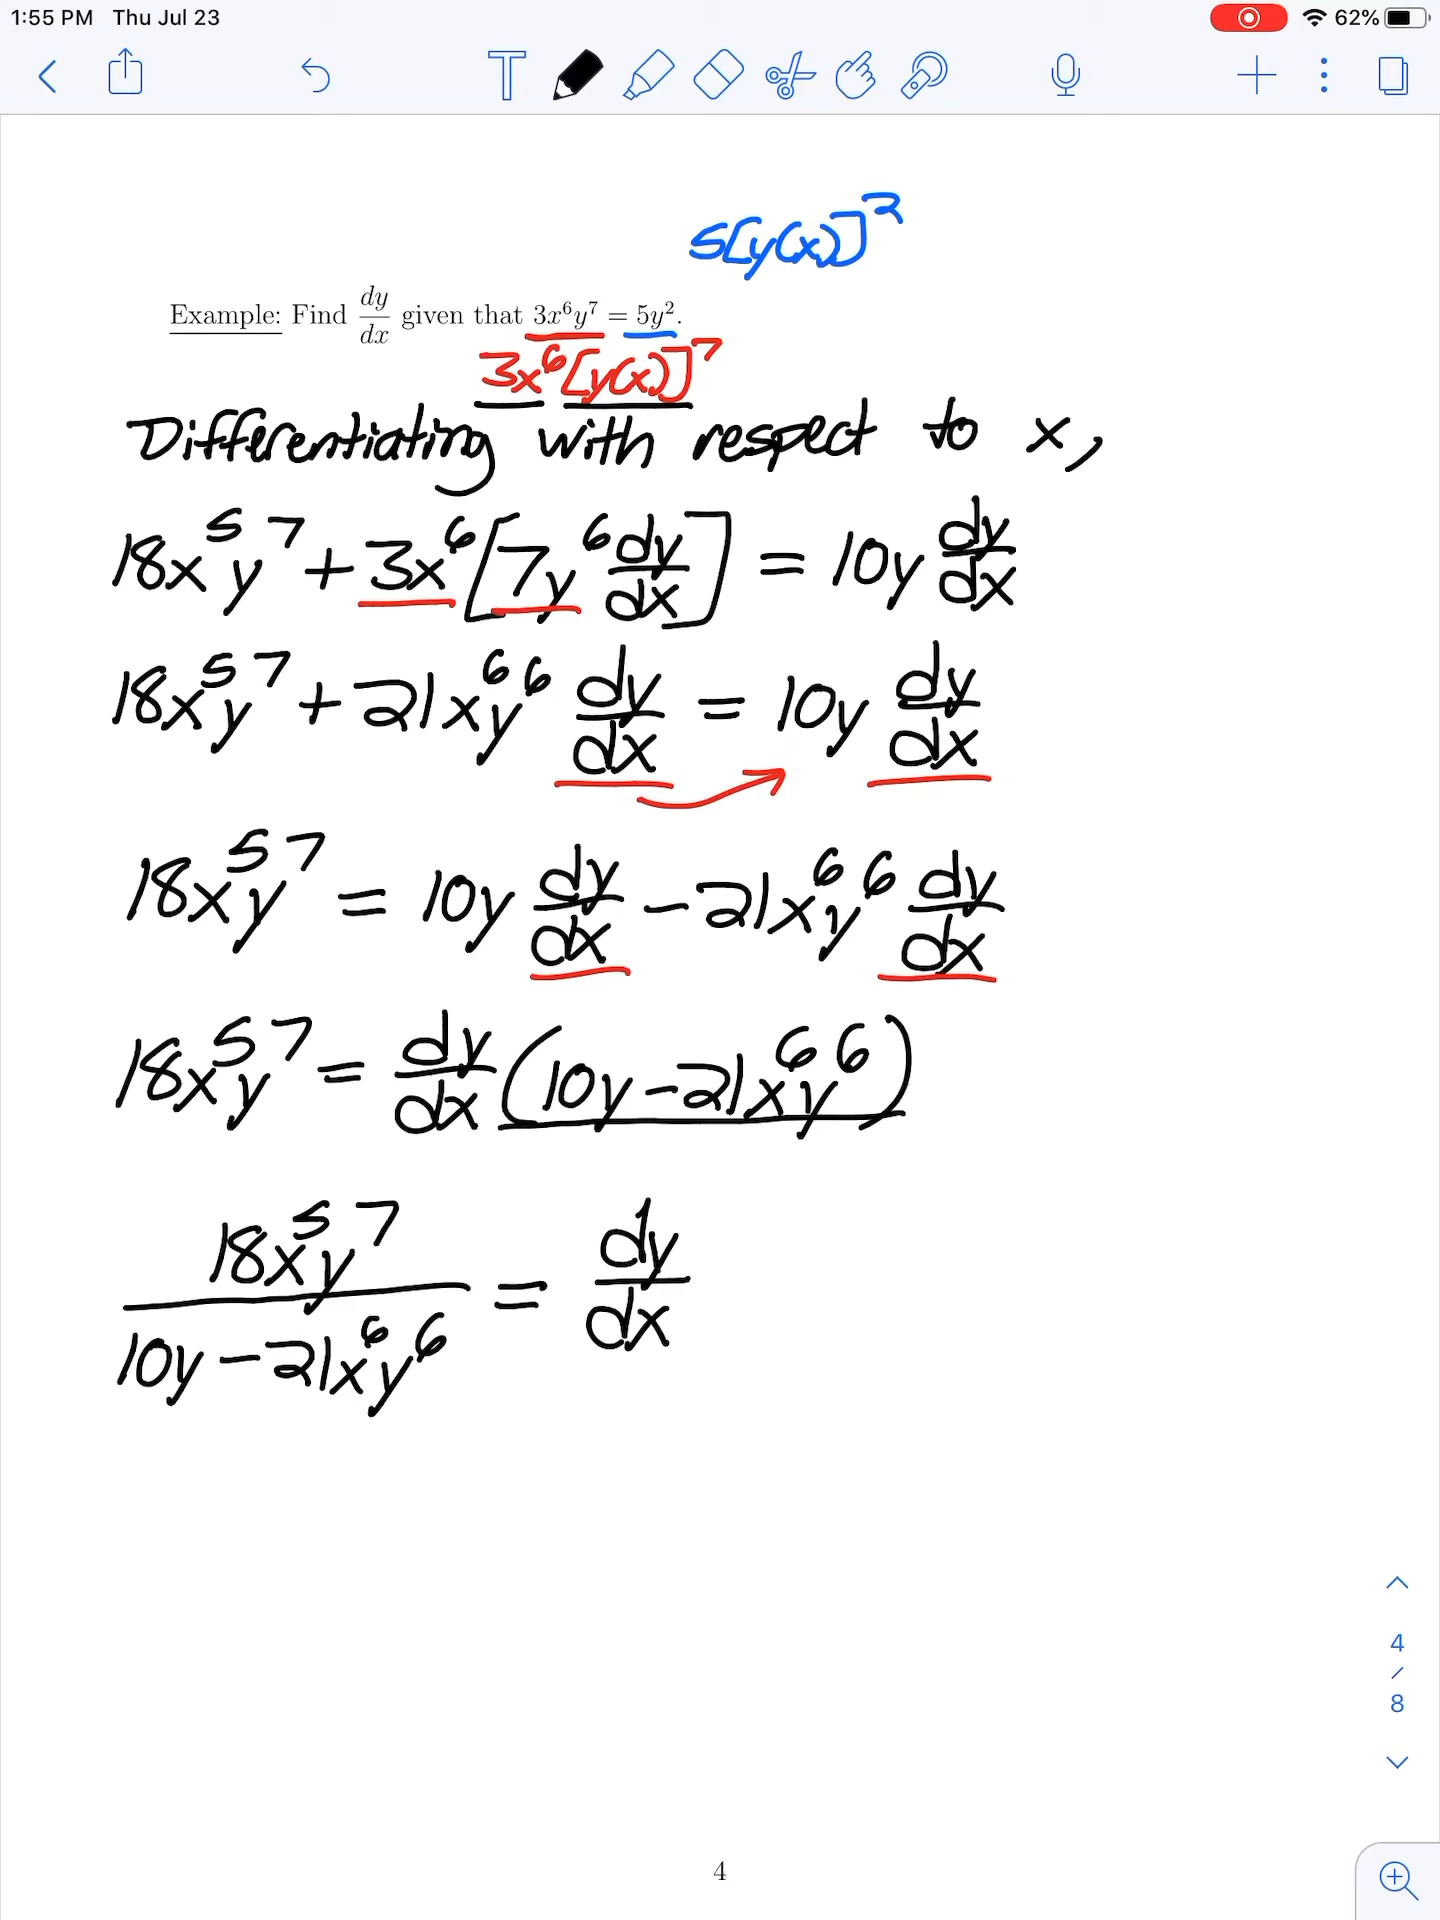 1:55 PM Thu Jul 23 62%
5[y(x)]²
Example: Find dy/dx given that 3x⁶y⁷ = 5y².
3x⁶[y(x)]⁷
Differentiating with respect to x,
18x⁵y⁷ + 3x⁶[7y⁶ dy/dx] = 10y dy/dx
18x⁵y⁷ + 21x⁶y⁶ dy/dx = 10y dy/dx
18x⁵y⁷ = 10y dy/dx − 21x⁶y⁶ dy/dx
18x⁵y⁷ = dy/dx (10y − 21x⁶y⁶)
18x⁵y⁷/(10y − 21x⁶y⁶) = dy/dx
4
/
8
4